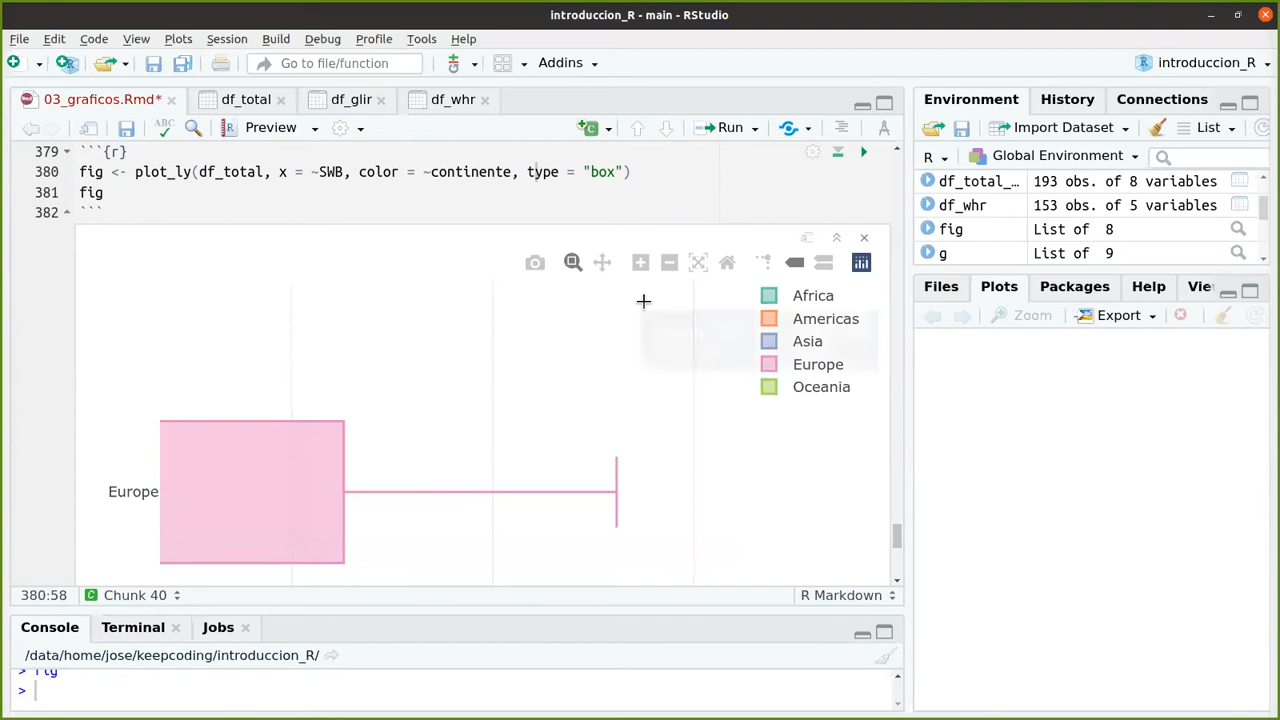 introduccion_R - main - RStudio
File Edit Code View Plots Session Build Debug Profile Tools Help
Go to file/function Addins introduccion_R
03_graficos.Rmd* df_total df_glir df_whr
ABC Preview Run
379 ```{r}
380 fig <- plot_ly(df_total, x = ~SWB, color = ~continente, type = "box")
381 fig
382 ```
Africa
Americas
Asia
Europe
Oceania
Europe
380:58 Chunk 40 R Markdown
Console Terminal Jobs
/data/home/jose/keepcoding/introduccion_R/
> fig
>
Environment History Connections
Import Dataset List
R Global Environment
df_total_… 193 obs. of 8 variables
df_whr 153 obs. of 5 variables
fig List of 8
g List of 9
Files Plots Packages Help Vie
Zoom Export